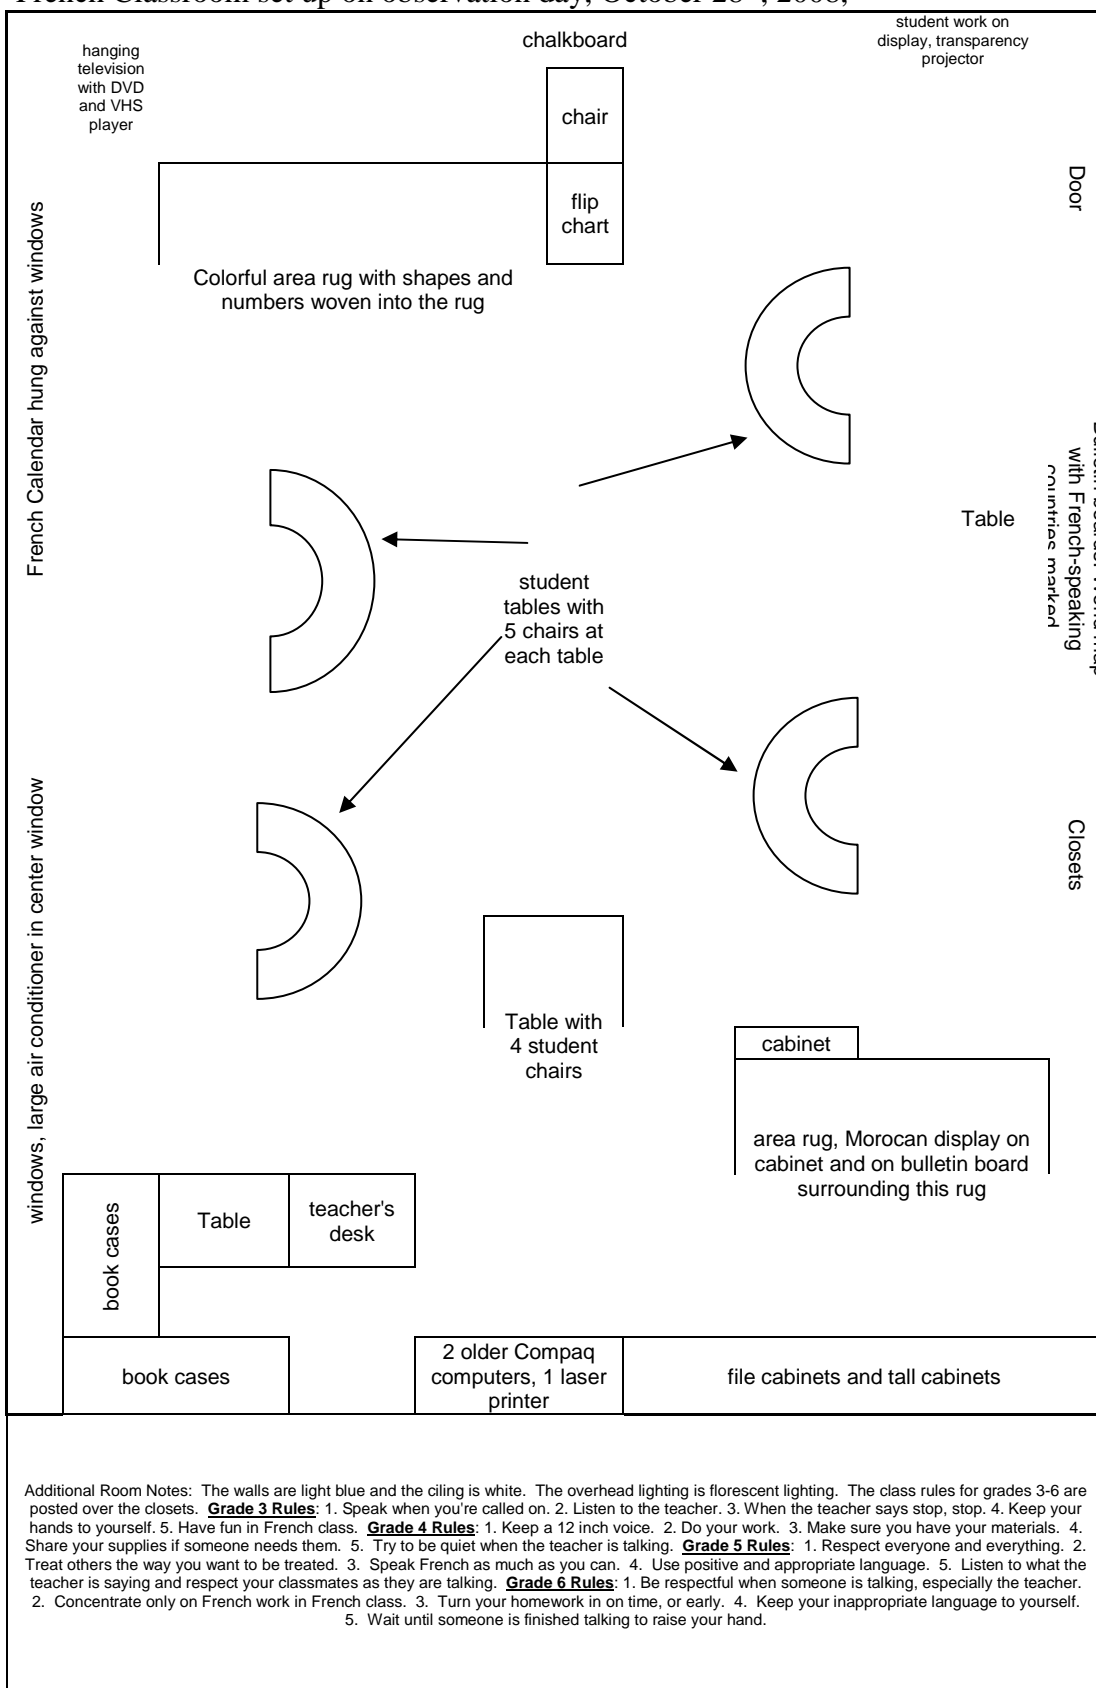 French Classroom set up on observation day, October 28
, 2008,
hanging
television
with DVD
and VHS
player
chalkboard
student work on
display, transparency
projector
chair
flip
chart
Door
French Calendar hung against windows
Colorful area rug with shapes and
numbers woven into the rug
Table
with French-speaking
countries marked
student
tables with
5 chairs at
each table
windows, large air conditioner in center window
Closets
Table with
4 student
chairs
cabinet
area rug, Morocan display on
cabinet and on bulletin board
surrounding this rug
book cases
Table
teacher's
desk
book cases
2 older Compaq
computers, 1 laser
printer
file cabinets and tall cabinets
Additional Room Notes: The walls are light blue and the ciling is white. The overhead lighting is florescent lighting. The class rules for grades 3-6 are
posted over the closets. Grade 3 Rules: 1. Speak when you're called on. 2. Listen to the teacher. 3. When the teacher says stop, stop. 4. Keep your
hands to yourself. 5. Have fun in French class. Grade 4 Rules: 1. Keep a 12 inch voice. 2. Do your work. 3. Make sure you have your materials. 4.
Share your supplies if someone needs them. 5. Try to be quiet when the teacher is talking. Grade 5 Rules: 1. Respect everyone and everything. 2.
Treat others the way you want to be treated. 3. Speak French as much as you can. 4. Use positive and appropriate language. 5. Listen to what the
teacher is saying and respect your classmates as they are talking. Grade 6 Rules: 1. Be respectful when someone is talking, especially the teacher.
2. Concentrate only on French work in French class. 3. Turn your homework in on time, or early. 4. Keep your inappropriate language to yourself.
5. Wait until someone is finished talking to raise your hand.